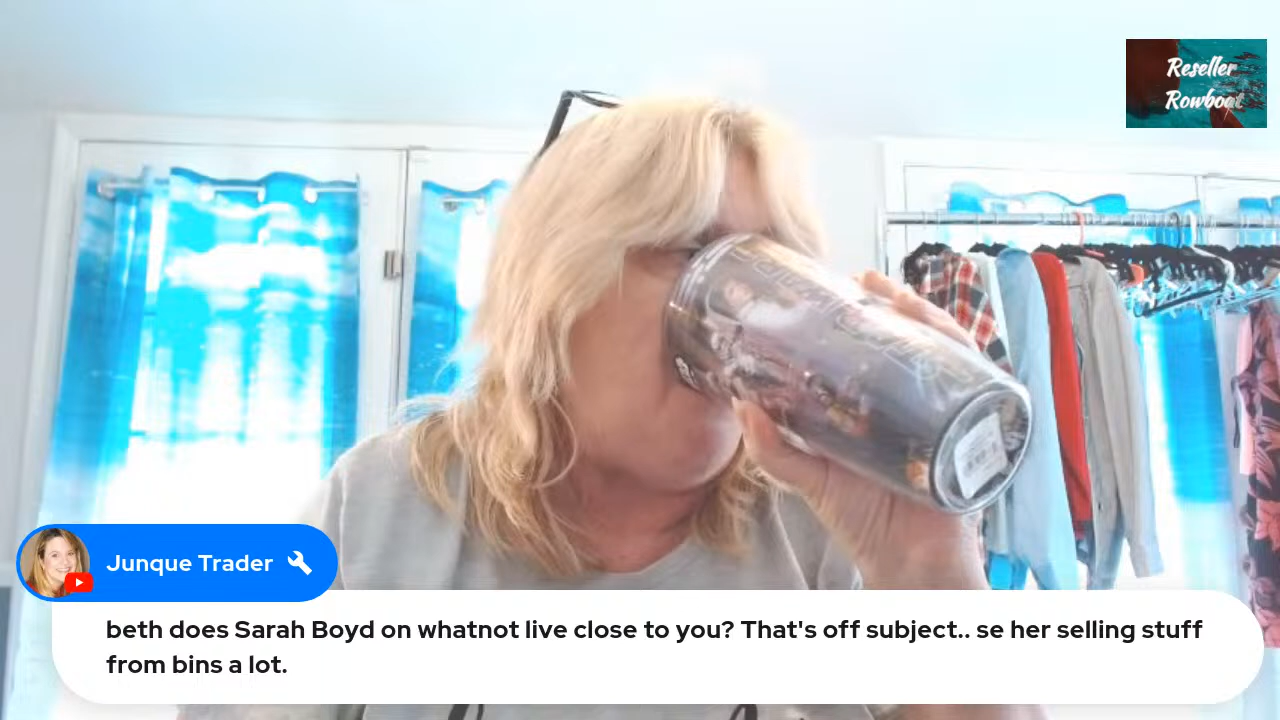 Reseller
Rowboat
Junque Trader
beth does Sarah Boyd on whatnot live close to you? That's off subject.. se her selling stuff
from bins a lot.